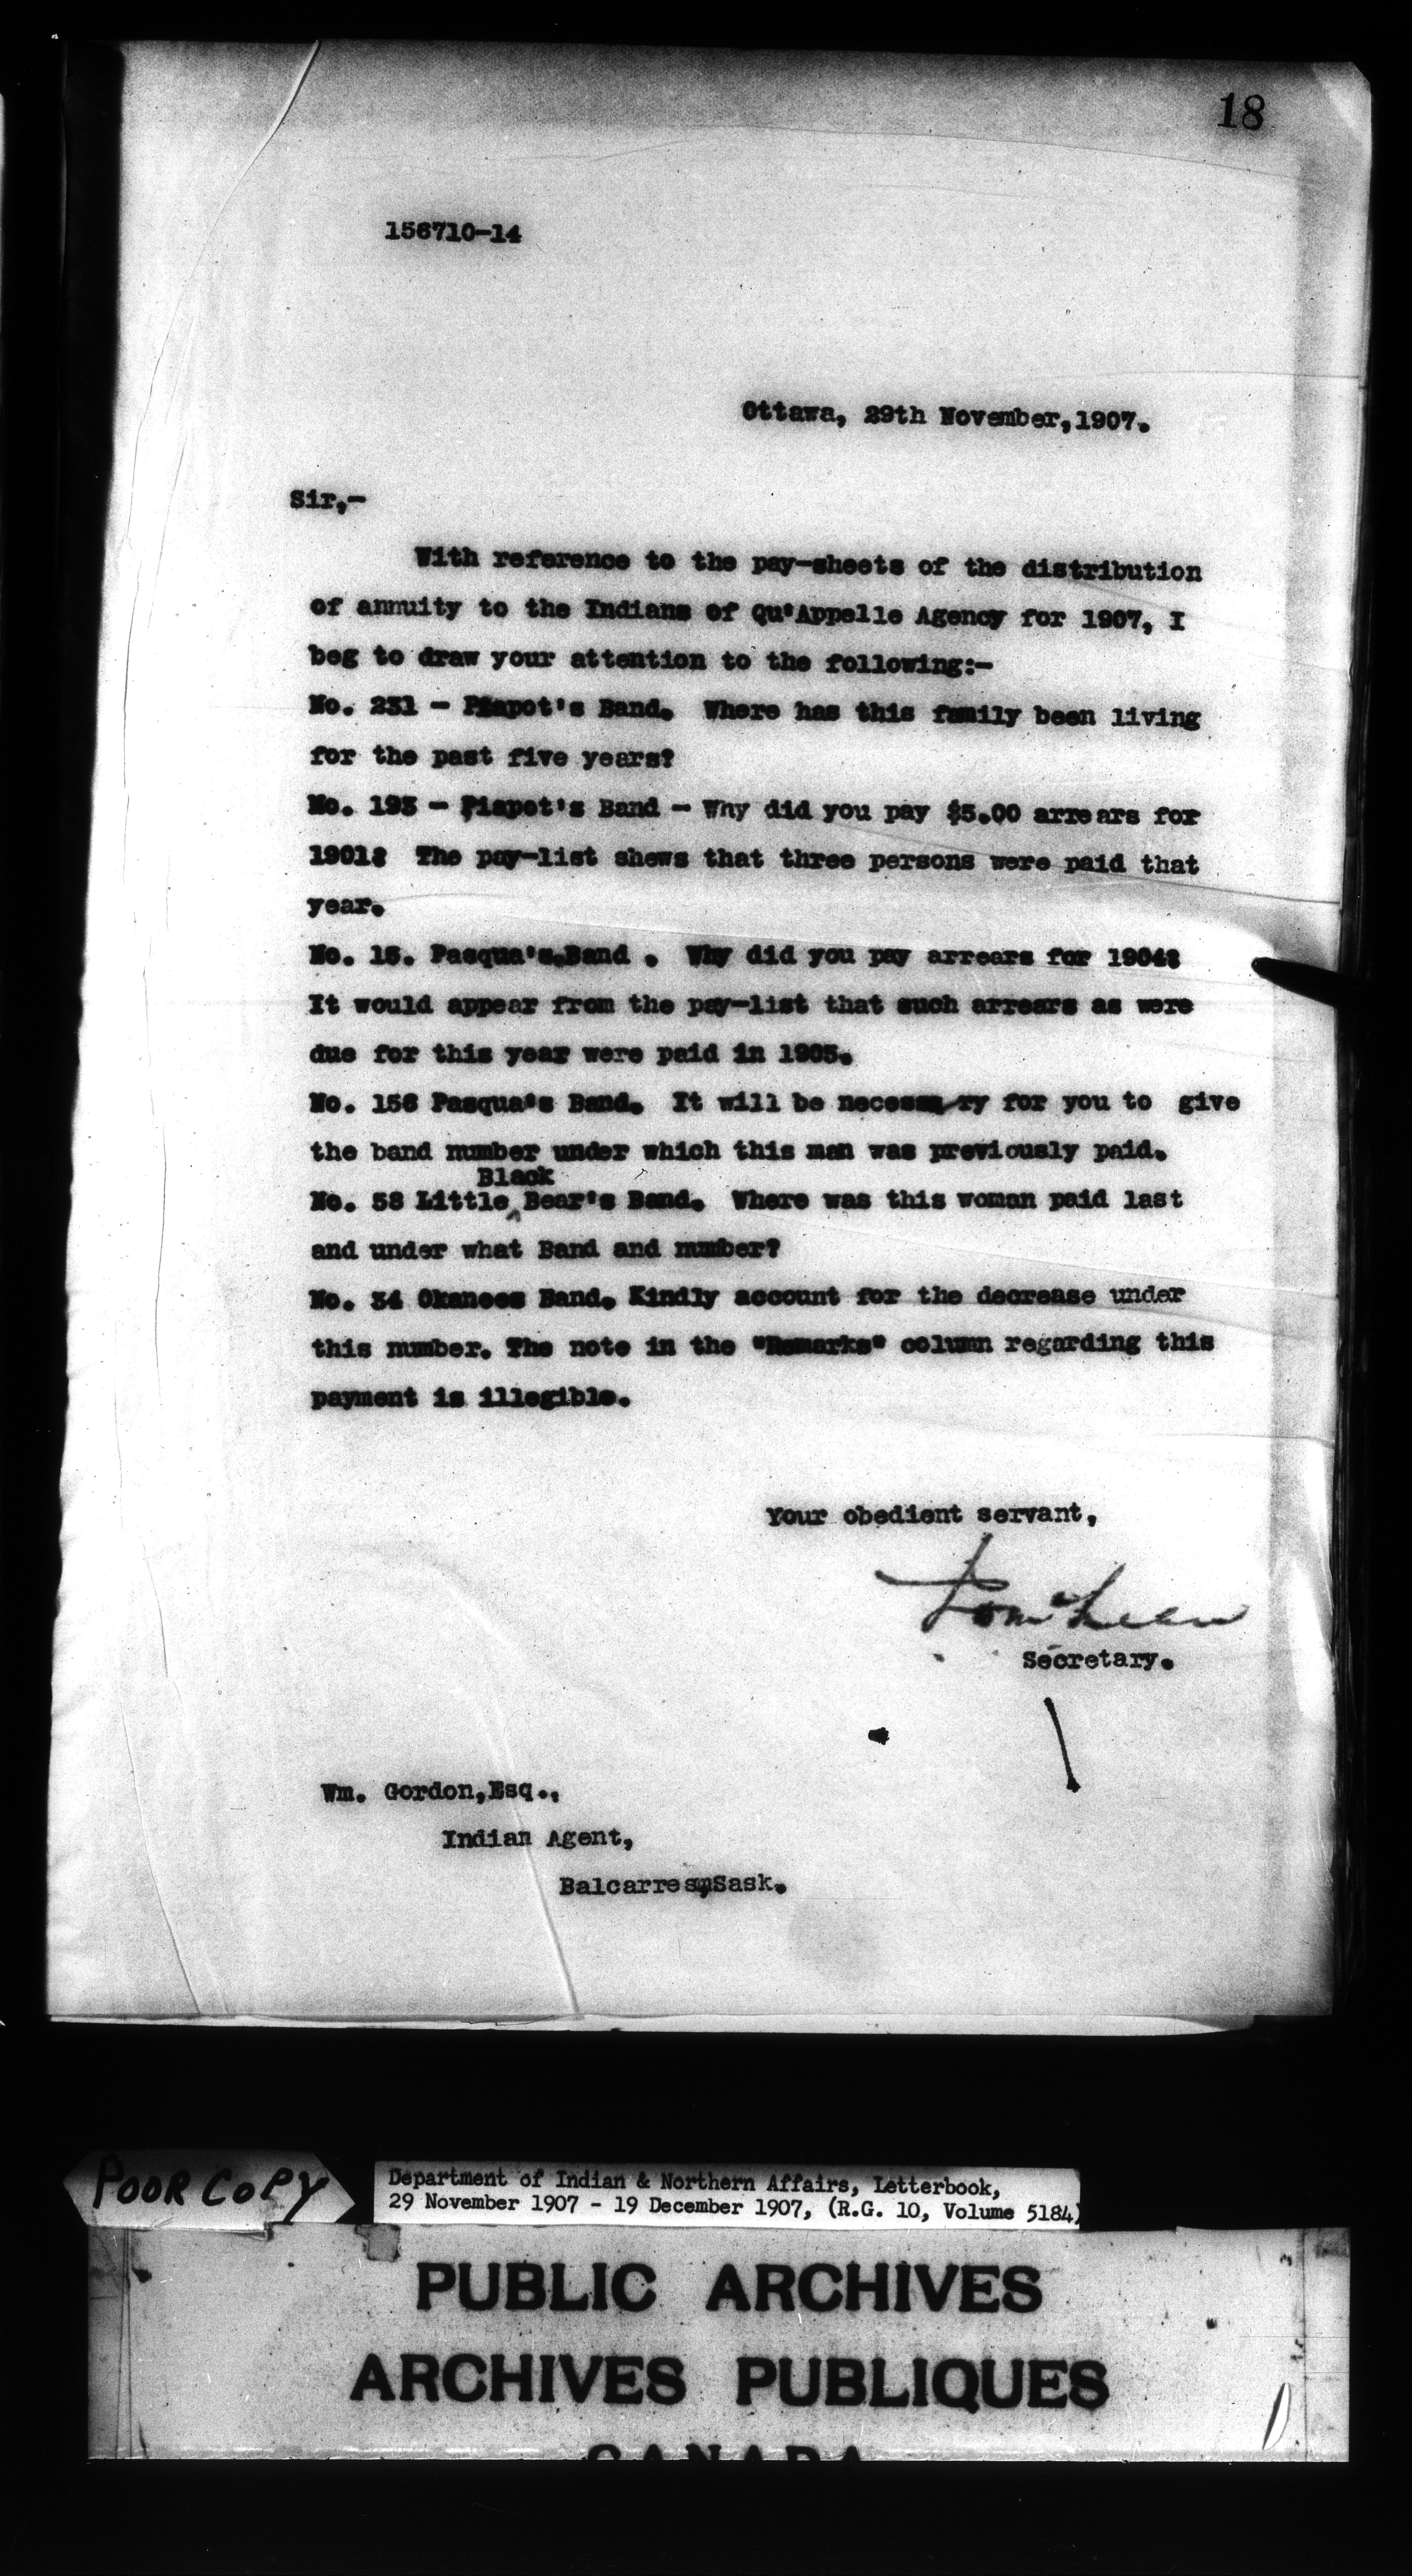 18
156710-14
Ottawa, 29th November,1907.
Sir,-
With reference to the pay-sheets of the distribution
of annuity to the Indians of Qu'Appelle Agency for 1907, I
beg to draw your attention to the following:-
No. 231 - Piapot's Band. Where has this family been living
for the past five years?
No. 193 - Piapot's Band - Why did you pay $5.00 arrears for
1901? The pay-list shews that three persons were paid that
year.
No. 15. Pasqua's Band . Why did you pay arrears for 1904?
It would appear from the pay-list that such arrears as were
due for this year were paid in 1905.
No. 156 Pasqua's Band. It will be necessary for you to give
the band number under which this man was previously paid.
Black
No. 58 Little Bear's Band. Where was this woman paid last
and under what Band and number?
No. 34 Okanees Band. Kindly account for the decrease under
this number. The note in the "Remarks" column regarding this
payment is illegible.
Your obedient servant,
Secretary.
Wm. Gordon,Esq.,
Indian Agent,
Balcarres,Sask.
POOR COPY
Department of Indian & Northern Affairs, Letterbook,
29 November 1907 - 19 December 1907, (R.G. 10, Volume 5184)
PUBLIC ARCHIVES
ARCHIVES PUBLIQUES
CANADA